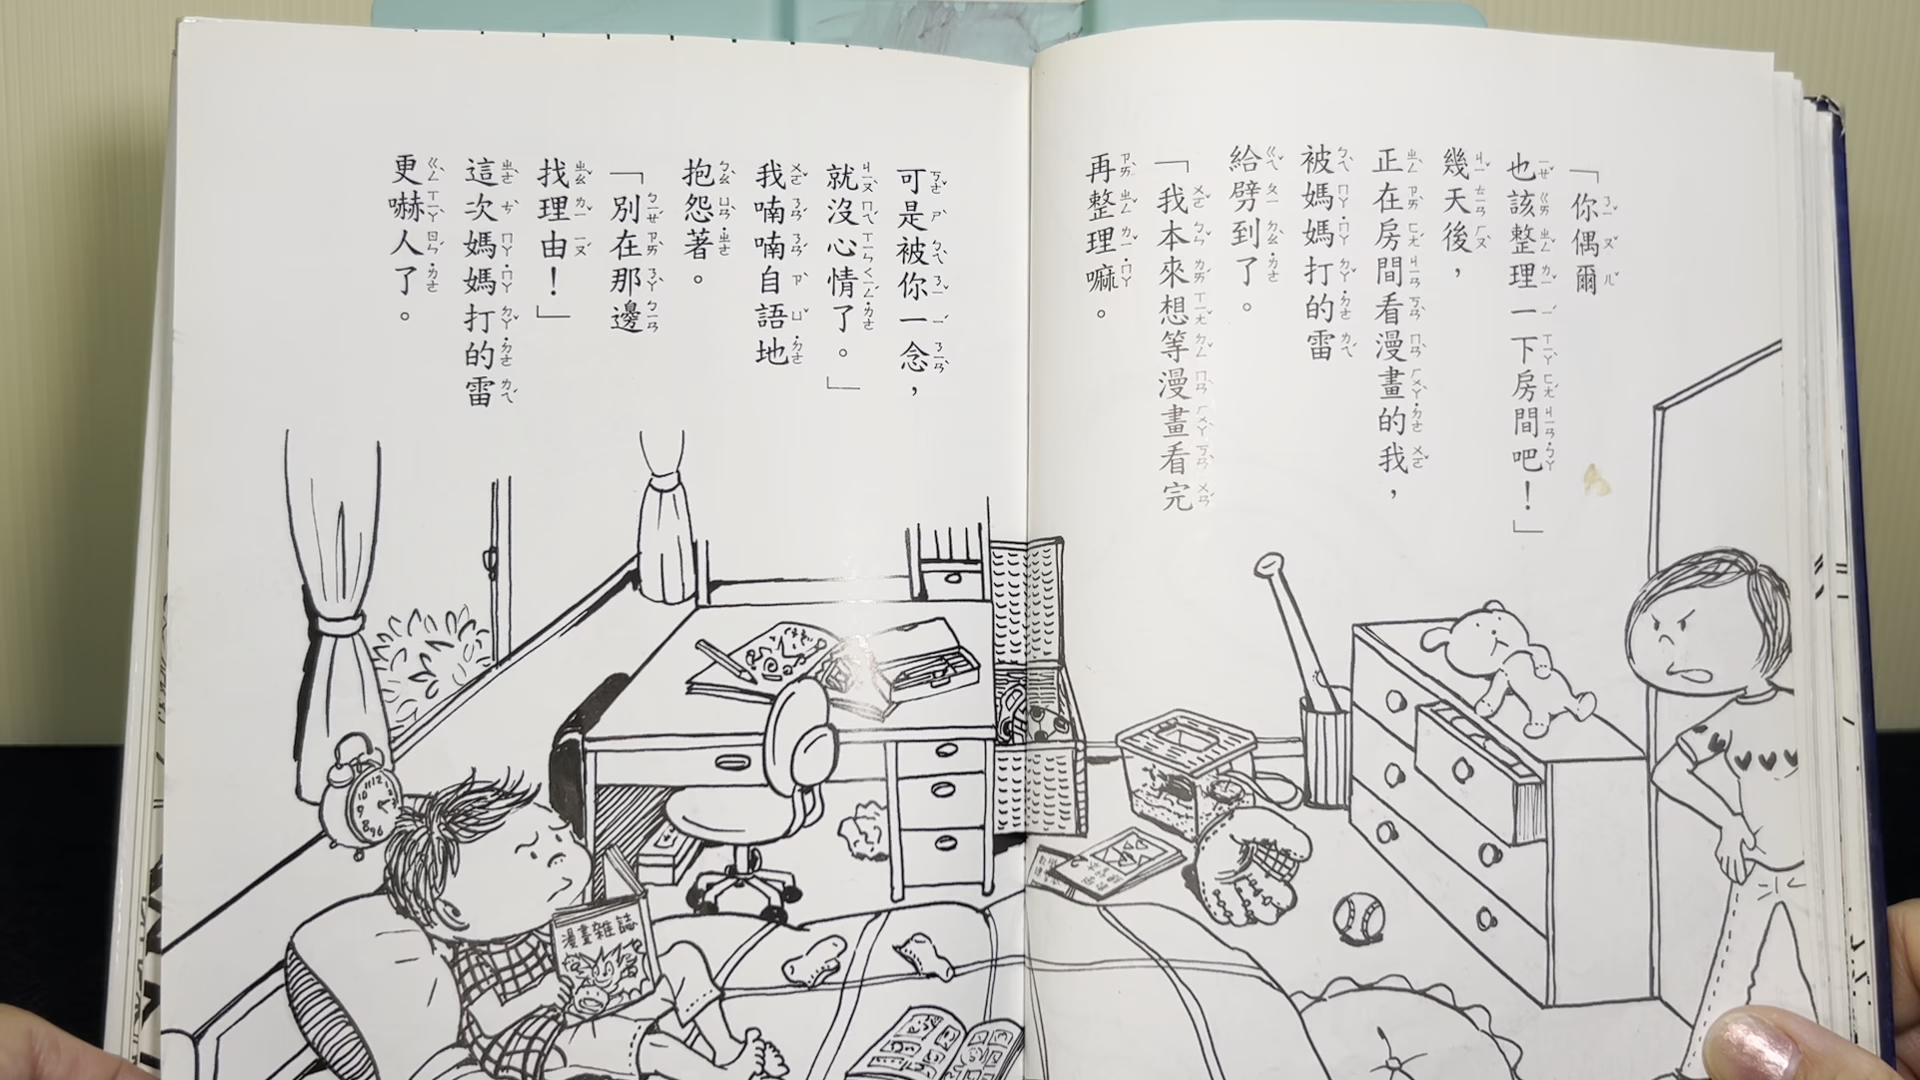 「你偶爾
也該整理一下房間吧！」
幾天後，
正在房間看漫畫的我，
被媽媽打的雷
給劈到了。
「我本來想等漫畫看完
再整理嘛。
可是被你一念，
就沒心情了。」
我喃喃自語地
抱怨著。
「別在那邊
找理由！」
這次媽媽打的雷
更嚇人了。
漫畫雜誌